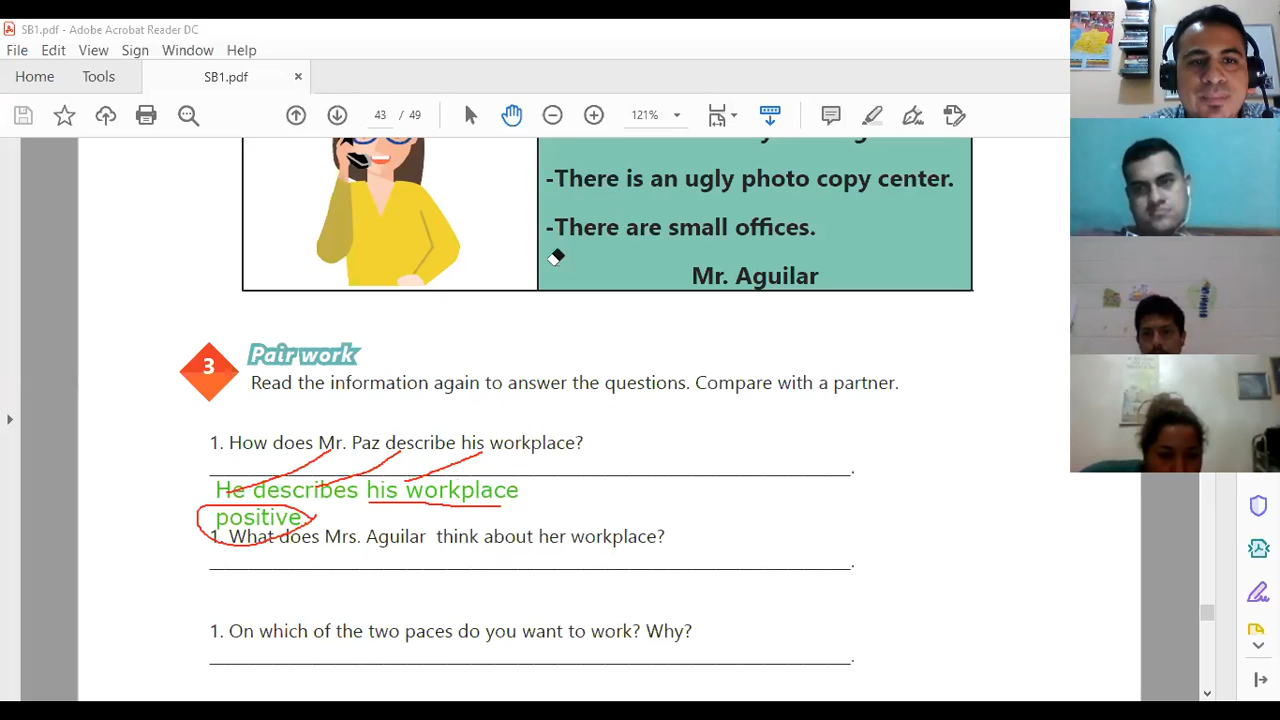 SB1.pdf - Adobe Acrobat Reader DC
File Edit View Sign Window Help
Home Tools SB1.pdf ×
43 / 49 121%
-There is an ugly photo copy center.
-There are small offices.
Mr. Aguilar
3 Pair work
Read the information again to answer the questions. Compare with a partner.
1. How does Mr. Paz describe his workplace?
He describes his workplace
positive.
1. What does Mrs. Aguilar think about her workplace?
1. On which of the two paces do you want to work? Why?